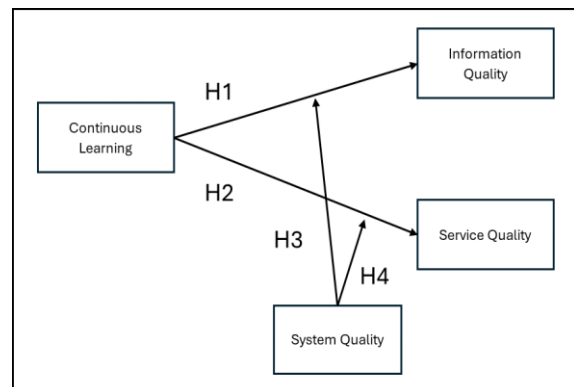 Information
Quality
H1
Continuous
Learning
H2
Service Quality
H3
H4
System Quality